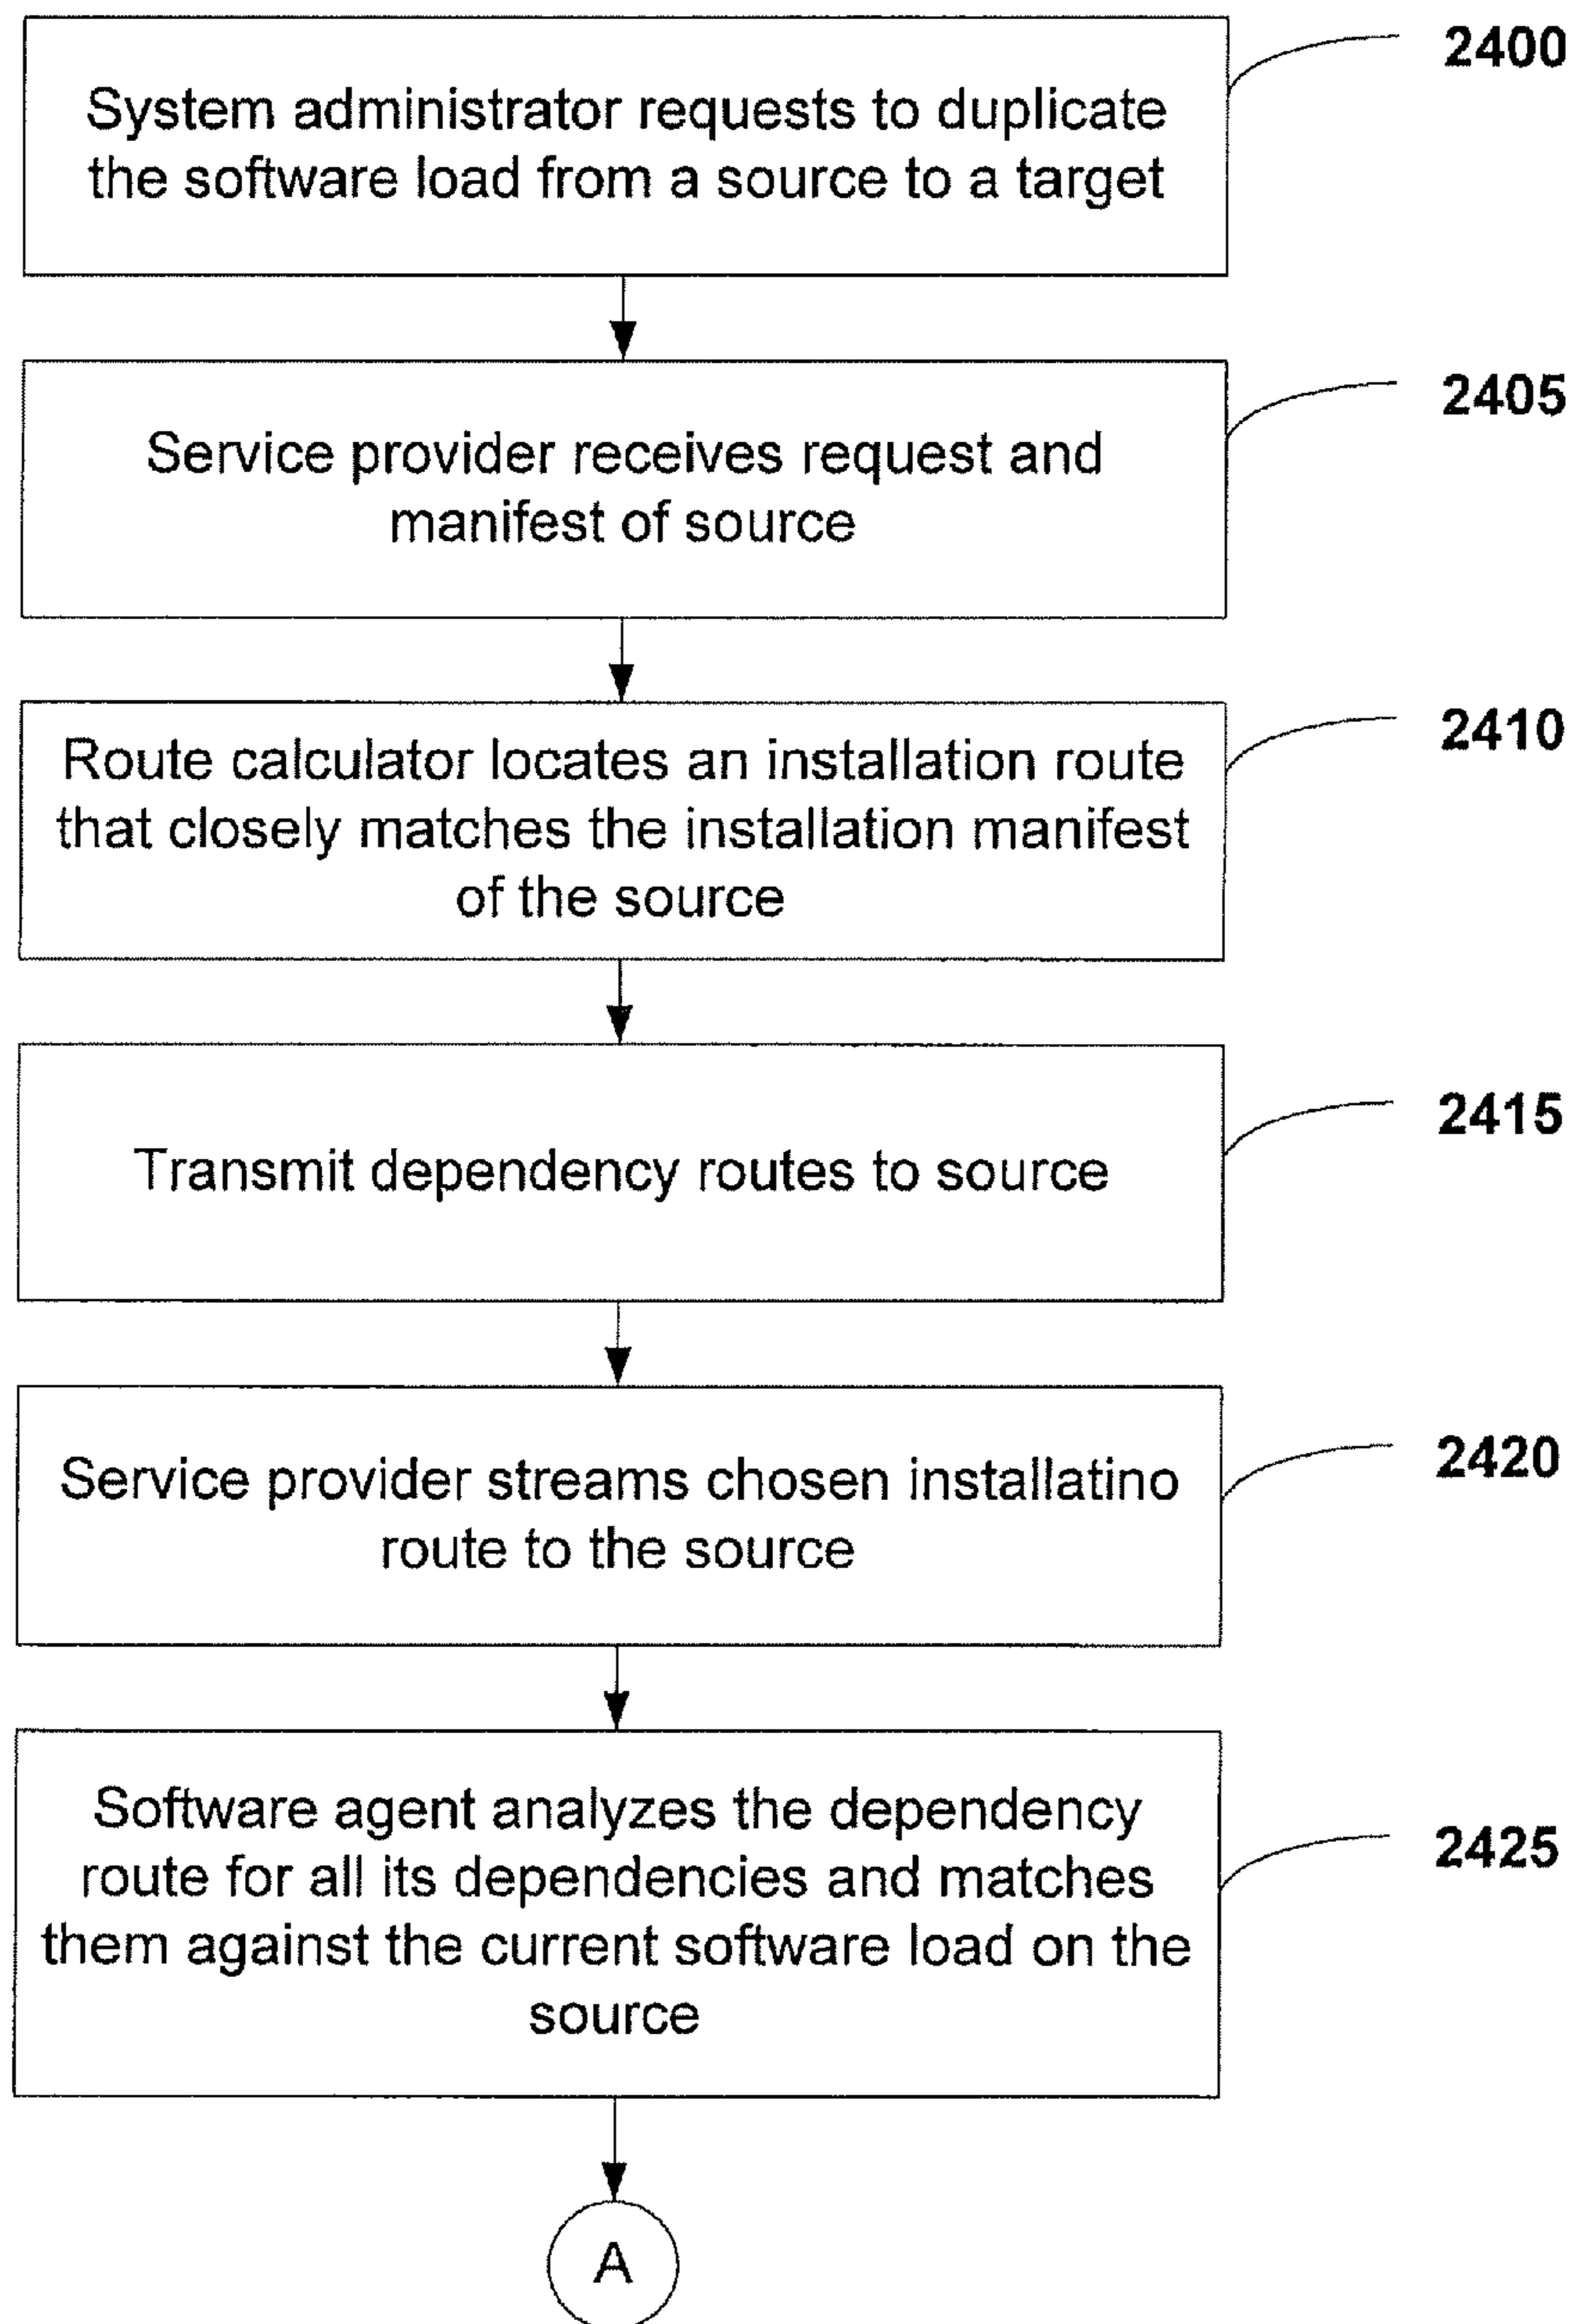 System administrator requests to duplicate
the software load from a source to a target
2400
Service provider receives request and
manifest of source
2405
Route calculator locates an installation route
that closely matches the installation manifest
of the source
2410
Transmit dependency routes to source
2415
Service provider streams chosen installatino
route to the source
2420
Software agent analyzes the dependency
route for all its dependencies and matches
them against the current software load on the
source
2425
A